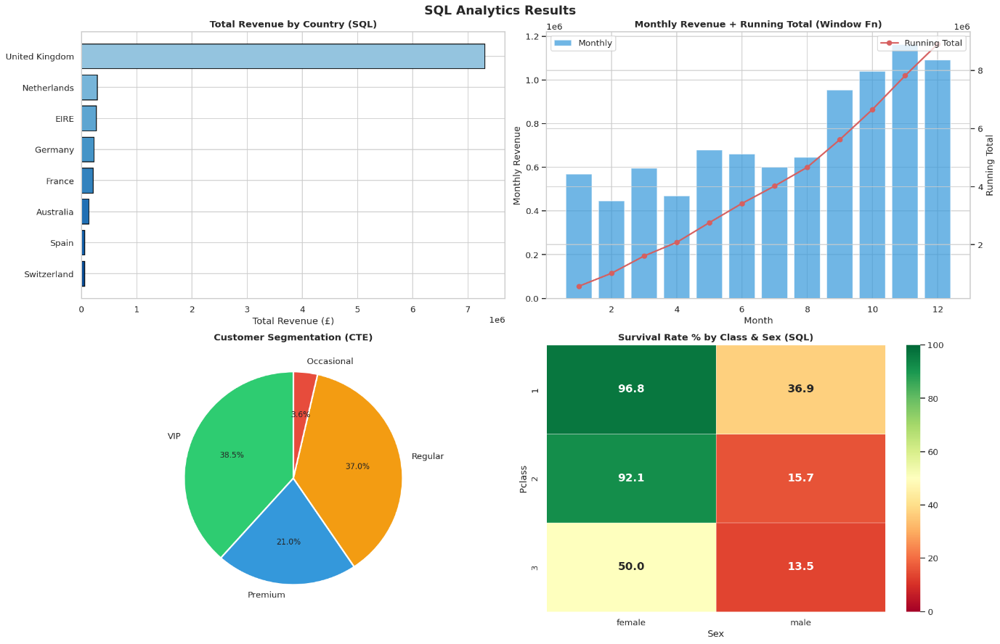 SQL Analytics Results
Total Revenue by Country (SQL)
United Kingdom
Netherlands
EIRE
Germany
France
Australia
Spain
Switzerland
0 1 2 3 4 5 6 7
1e6
Total Revenue (£)
Monthly Revenue + Running Total (Window Fn)
1e6
1e6
Monthly
Running Total
1.2
1.0
0.8
0.6
0.4
0.2
0.0
Monthly Revenue
8
6
4
2
Running Total
2 4 6 8 10 12
Month
Customer Segmentation (CTE)
Occasional
3.6%
VIP
38.5%
Regular
37.0%
21.0%
Premium
Survival Rate % by Class & Sex (SQL)
1
96.8 36.9
2
92.1 15.7
3
50.0 13.5
Pclass
female male
Sex
100
80
60
40
20
0